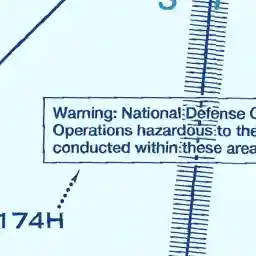 Warning: National Defense
Operations hazardous to the
conducted within these area
174H